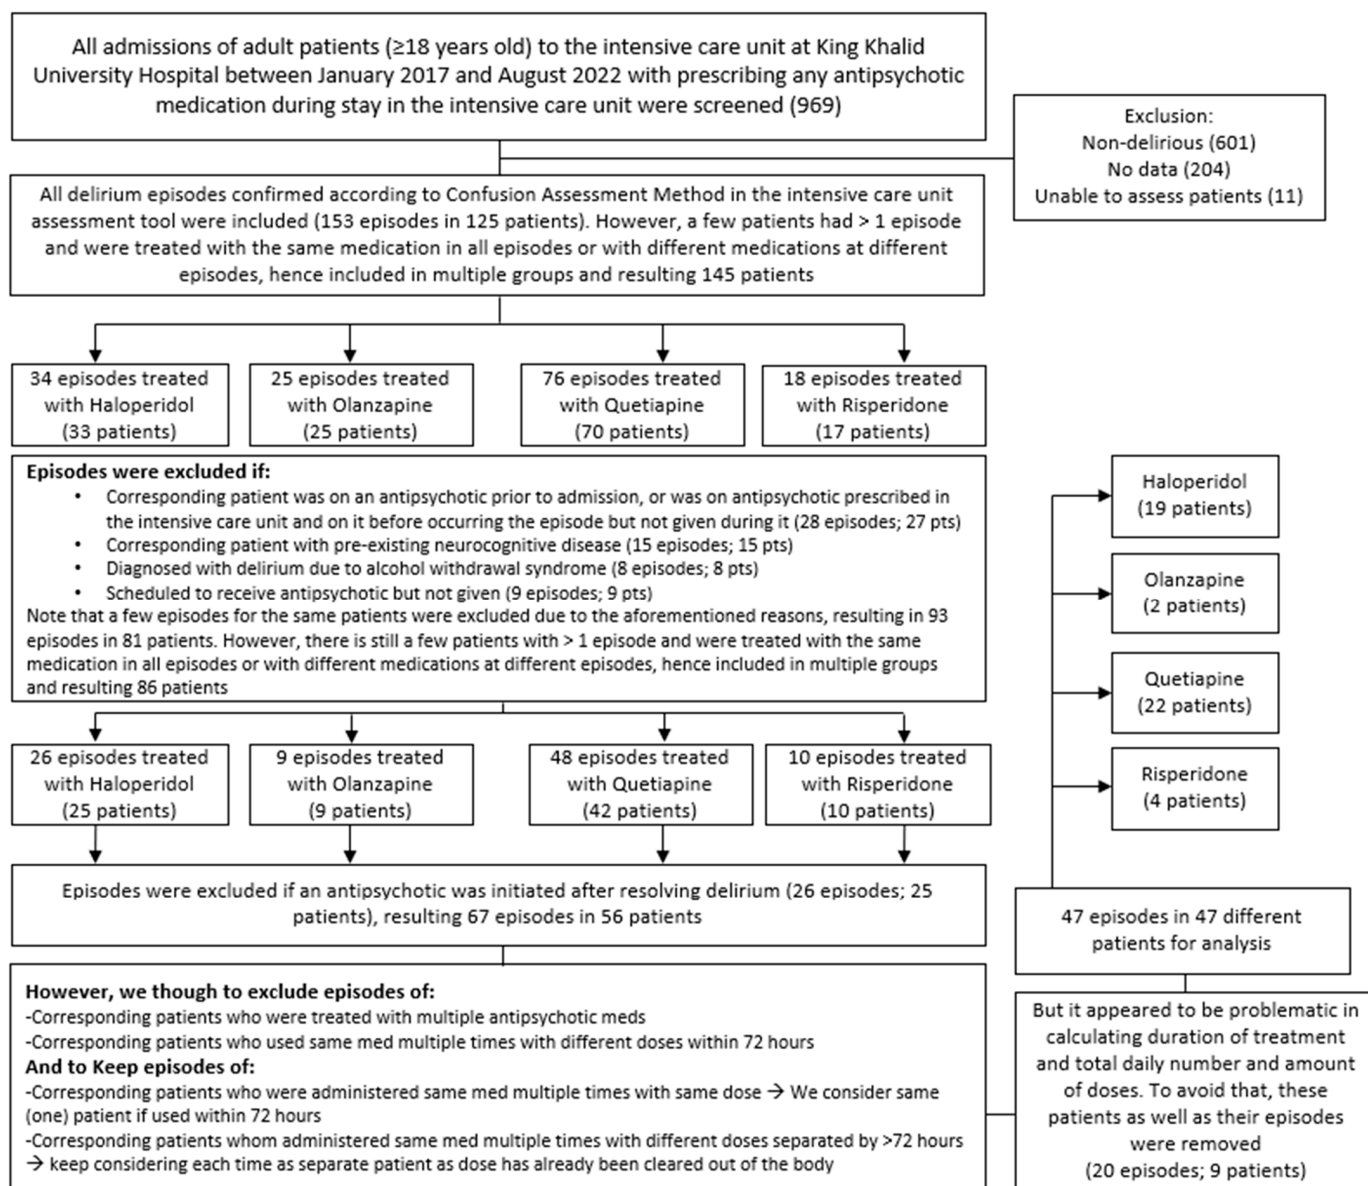 All admissions of adult patients (≥18 years old) to the intensive care unit at King Khalid
University Hospital between January 2017 and August 2022 with prescribing any antipsychotic
medication during stay in the intensive care unit were screened (969)
Exclusion:
Non-delirious (601)
No data (204)
Unable to assess patients (11)
All delirium episodes confirmed according to Confusion Assessment Method in the intensive care unit
assessment tool were included (153 episodes in 125 patients). However, a few patients had > 1 episode
and were treated with the same medication in all episodes or with different medications at different
episodes, hence included in multiple groups and resulting 145 patients
34 episodes treated
with Haloperidol
(33 patients)
25 episodes treated
with Olanzapine
(25 patients)
76 episodes treated
with Quetiapine
(70 patients)
18 episodes treated
with Risperidone
(17 patients)
Episodes were excluded if:
• Corresponding patient was on an antipsychotic prior to admission, or was on antipsychotic prescribed in
the intensive care unit and on it before occurring the episode but not given during it (28 episodes; 27 pts)
• Corresponding patient with pre-existing neurocognitive disease (15 episodes; 15 pts)
• Diagnosed with delirium due to alcohol withdrawal syndrome (8 episodes; 8 pts)
• Scheduled to receive antipsychotic but not given (9 episodes; 9 pts)
Note that a few episodes for the same patients were excluded due to the aforementioned reasons, resulting in 93
episodes in 81 patients. However, there is still a few patients with > 1 episode and were treated with the same
medication in all episodes or with different medications at different episodes, hence included in multiple groups
and resulting 86 patients
26 episodes treated
with Haloperidol
(25 patients)
9 episodes treated
with Olanzapine
(9 patients)
48 episodes treated
with Quetiapine
(42 patients)
10 episodes treated
with Risperidone
(10 patients)
Episodes were excluded if an antipsychotic was initiated after resolving delirium (26 episodes; 25
patients), resulting 67 episodes in 56 patients
However, we though to exclude episodes of:
-Corresponding patients who were treated with multiple antipsychotic meds
-Corresponding patients who used same med multiple times with different doses within 72 hours
And to Keep episodes of:
-Corresponding patients who were administered same med multiple times with same dose → We consider same
(one) patient if used within 72 hours
-Corresponding patients whom administered same med multiple times with different doses separated by >72 hours
→ keep considering each time as separate patient as dose has already been cleared out of the body
But it appeared to be problematic in
calculating duration of treatment
and total daily number and amount
of doses. To avoid that, these
patients as well as their episodes
were removed
(20 episodes; 9 patients)
47 episodes in 47 different
patients for analysis
Haloperidol
(19 patients)
Olanzapine
(2 patients)
Quetiapine
(22 patients)
Risperidone
(4 patients)